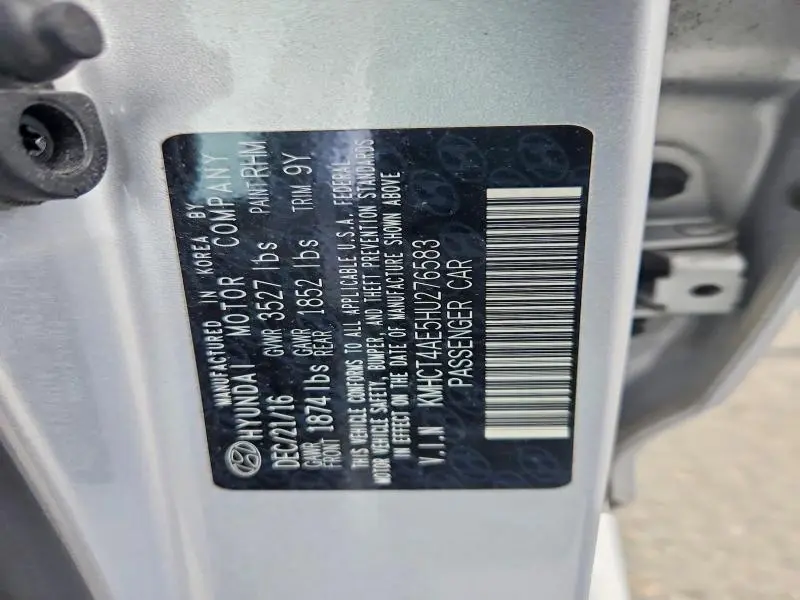 MANUFACTURED IN KOREA BY
HYUNDAI MOTOR COMPANY
DEC/21/16 GVWR 3527 lbs PAINT RHM
GAWR FRONT 1874 lbs GAWR REAR 1852 lbs TRIM 9Y
THIS VEHICLE CONFORMS TO ALL APPLICABLE U.S.A. FEDERAL
MOTOR VEHICLE SAFETY, BUMPER, AND THEFT PREVENTION STANDARDS
IN EFFECT ON THE DATE OF MANUFACTURE SHOWN ABOVE
V.I.N KMHCT4AE5HU276583
PASSENGER CAR